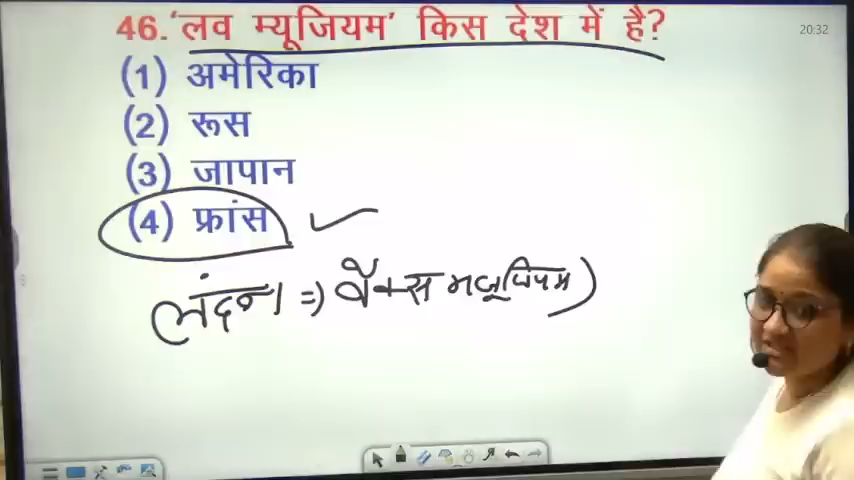 46.‘लव म्यूजियम’ किस देश में है?
20:32
(1) अमेरिका
(2) रूस
(3) जापान
(4) फ्रांस
लंदन ⇒ वैक्स म्यूजियम)